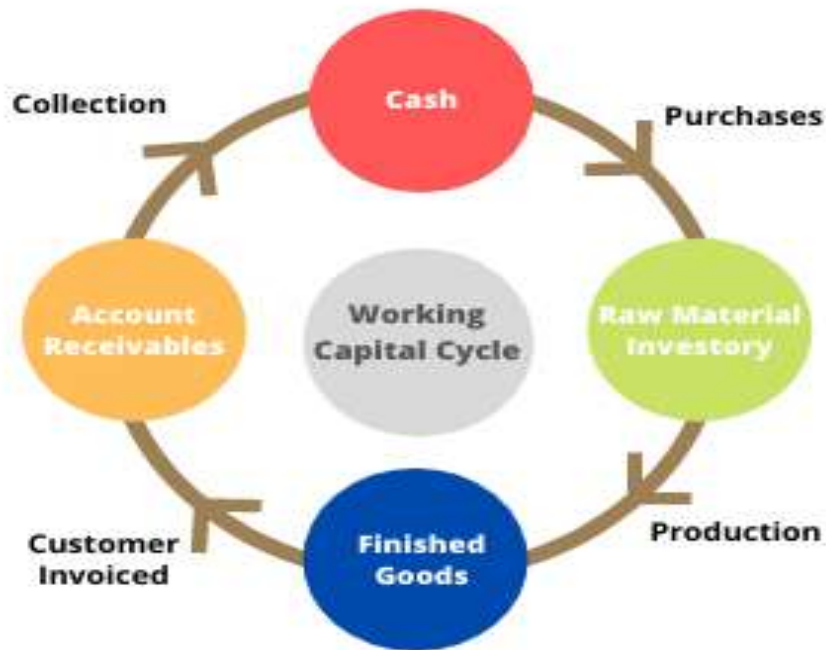 Cash
Collection
Purchases
Account
Receivables
Working
Capital Cycle
Raw Material
Investory
Customer
Invoiced
Finished
Goods
Production